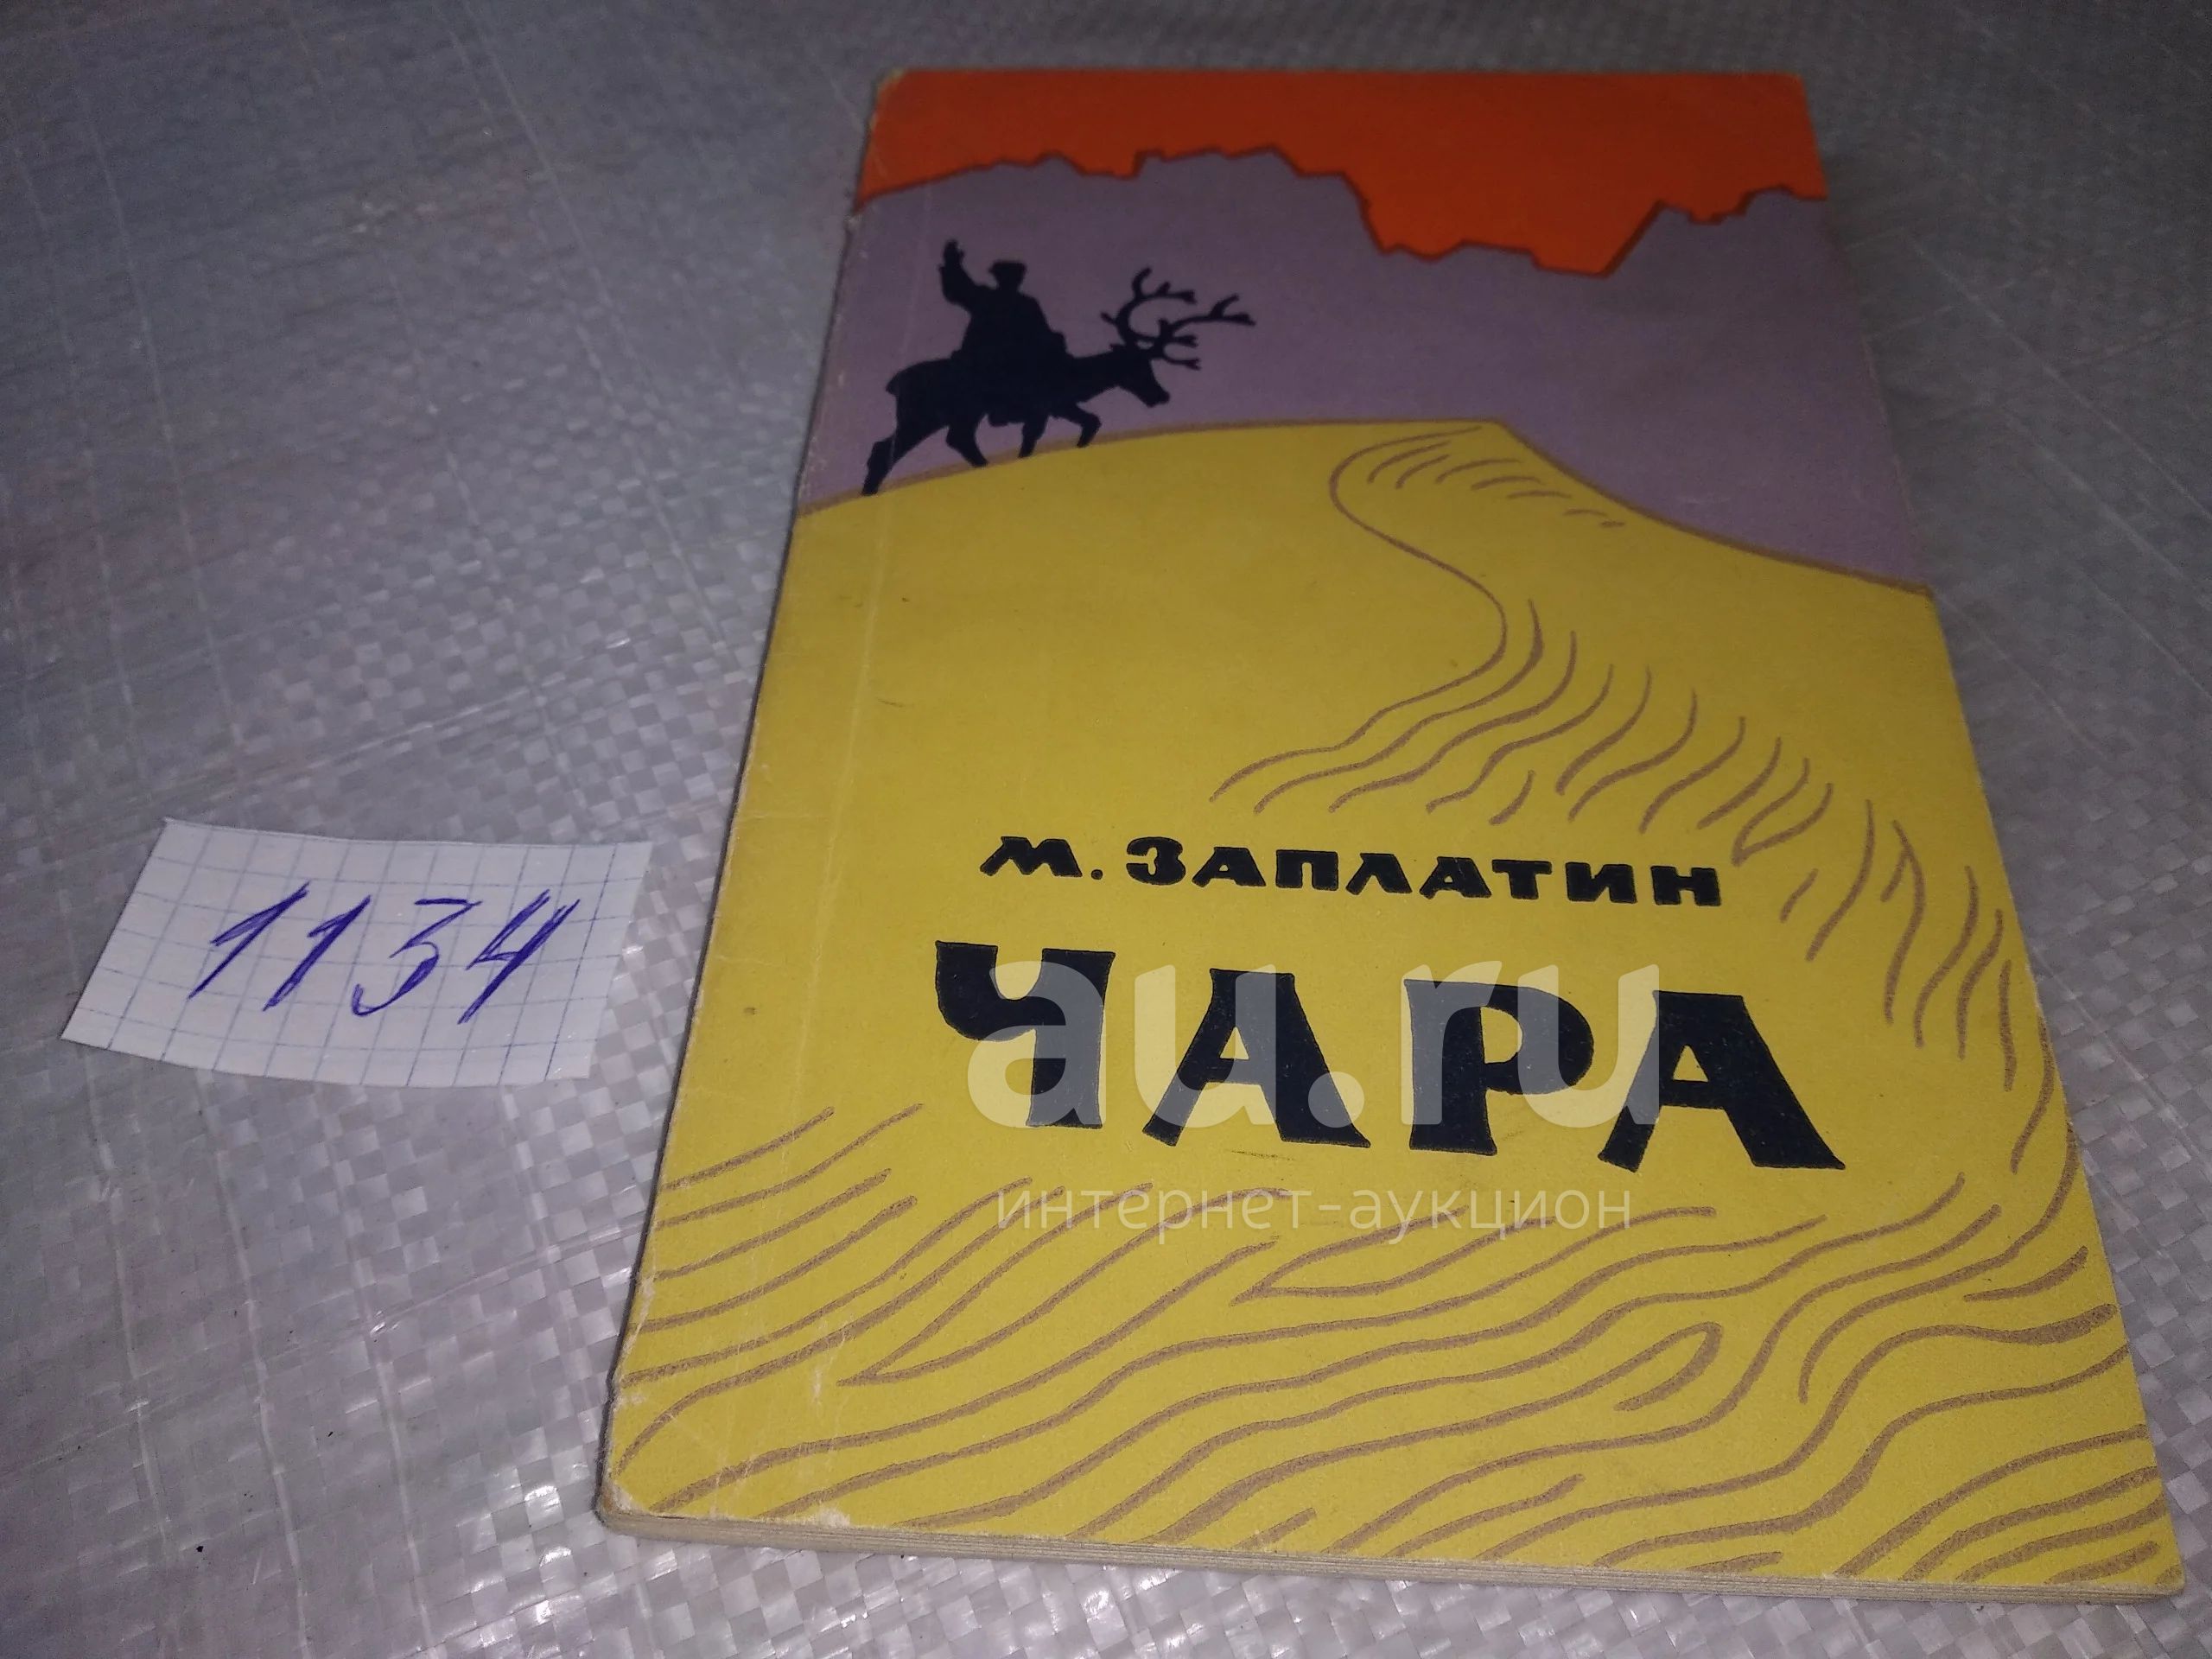 М. ЗАПЛАТИН
ЧАРА
au.ru
интернет-аукцион
1134